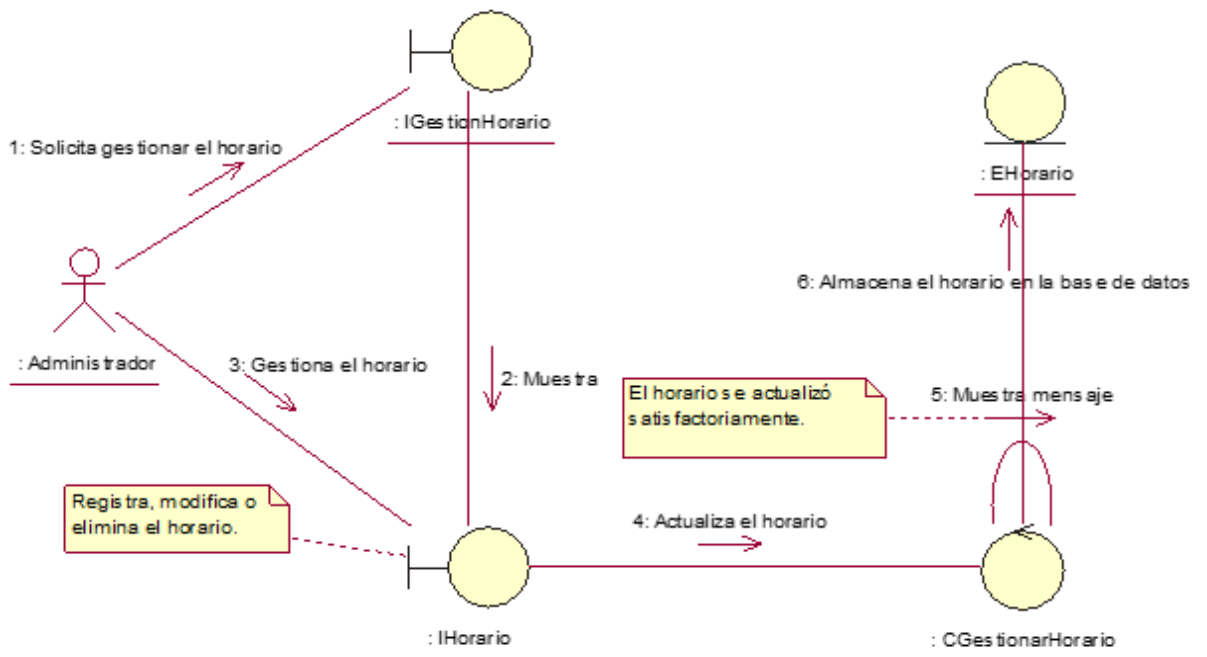 : IGestionHorario
1: Solicita gestionar el horario
: EHorario
6: Almacena el horario en la base de datos
: Administrador
3: Gestiona el horario
2: Muestra
El horario se actualizó
satisfactoriamente.
5: Muestra mensaje
Registra, modifica o
elimina el horario.
4: Actualiza el horario
: IHorario
: CGestionarHorario